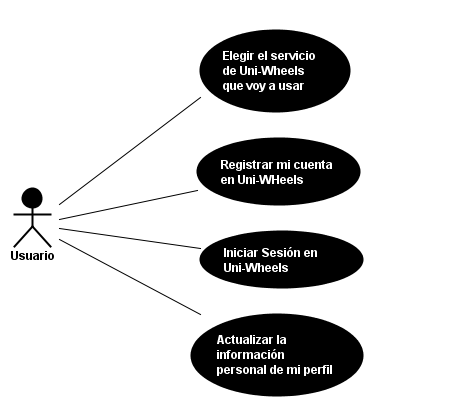 Elegir el servicio
de Uni-Wheels
que voy a usar
Registrar mi cuenta
en Uni-WHeels
Usuario
Iniciar Sesión en
Uni-Wheels
Actualizar la
información
personal de mi perfil